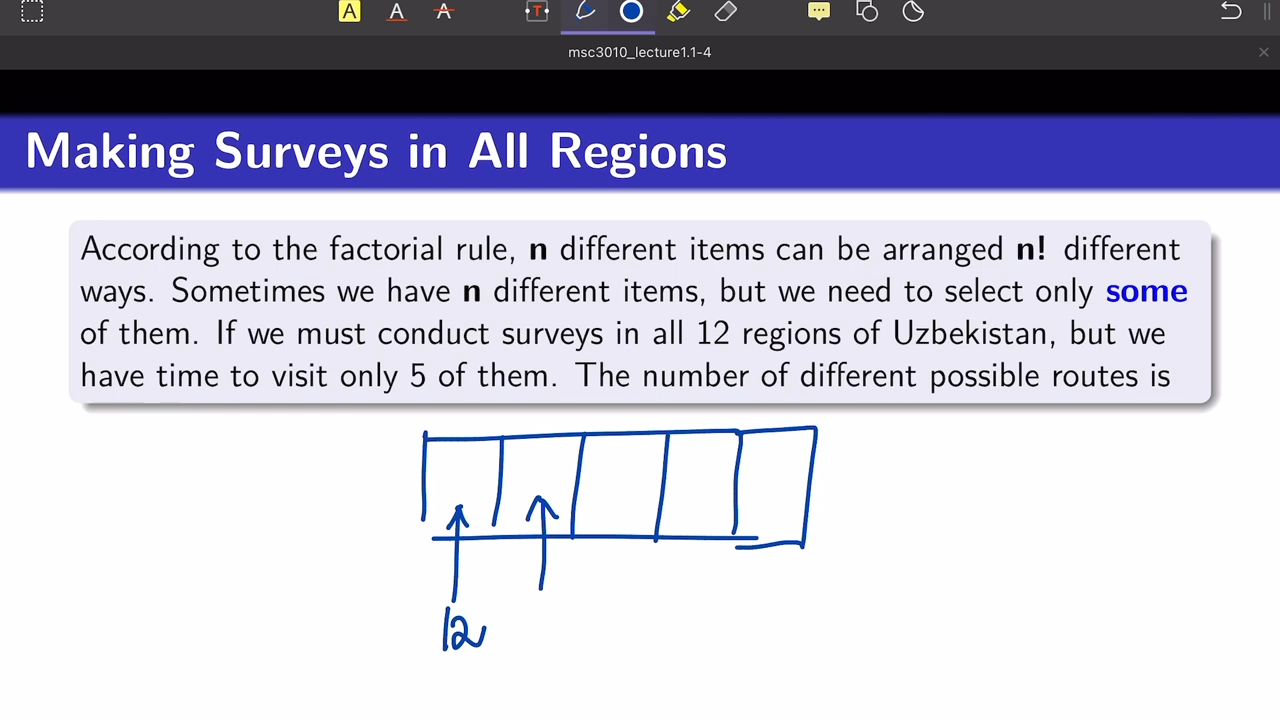 A A A T
msc3010_lecture1.1-4
Making Surveys in All Regions
According to the factorial rule, n different items can be arranged n! different
ways. Sometimes we have n different items, but we need to select only some
of them. If we must conduct surveys in all 12 regions of Uzbekistan, but we
have time to visit only 5 of them. The number of different possible routes is
12